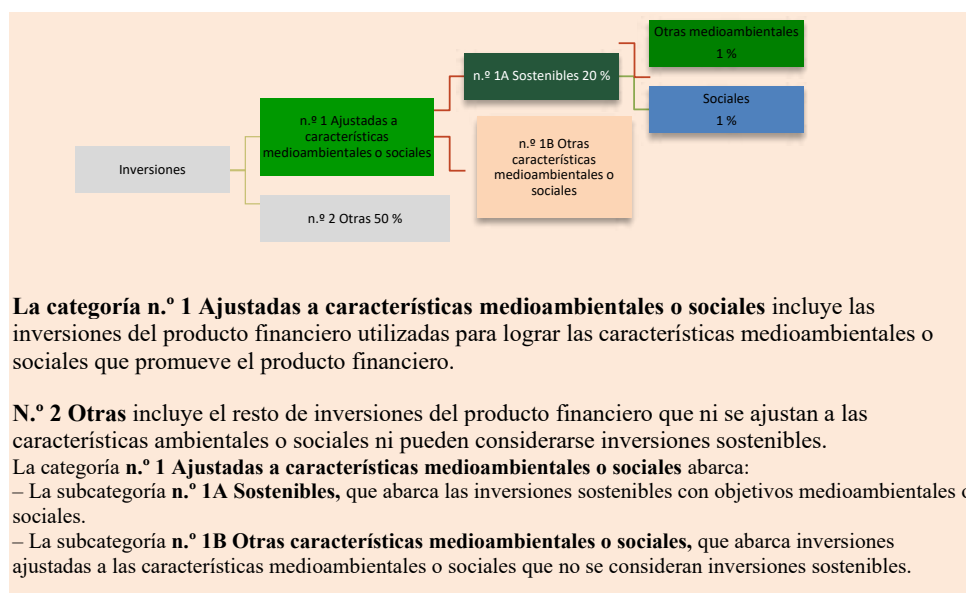 Otras medioambientales
1 %
n.º 1A Sostenibles 20 %
Sociales
1 %
n.º 1 Ajustadas a
características
medioambientales o sociales
n.º 1B Otras
características
medioambientales o
sociales
Inversiones
n.º 2 Otras 50 %
La categoría n.º 1 Ajustadas a características medioambientales o sociales incluye las
inversiones del producto financiero utilizadas para lograr las características medioambientales o
sociales que promueve el producto financiero.
N.º 2 Otras incluye el resto de inversiones del producto financiero que ni se ajustan a las
características ambientales o sociales ni pueden considerarse inversiones sostenibles.
La categoría n.º 1 Ajustadas a características medioambientales o sociales abarca:
– La subcategoría n.º 1A Sostenibles, que abarca las inversiones sostenibles con objetivos medioambientales o
sociales.
– La subcategoría n.º 1B Otras características medioambientales o sociales, que abarca inversiones
ajustadas a las características medioambientales o sociales que no se consideran inversiones sostenibles.